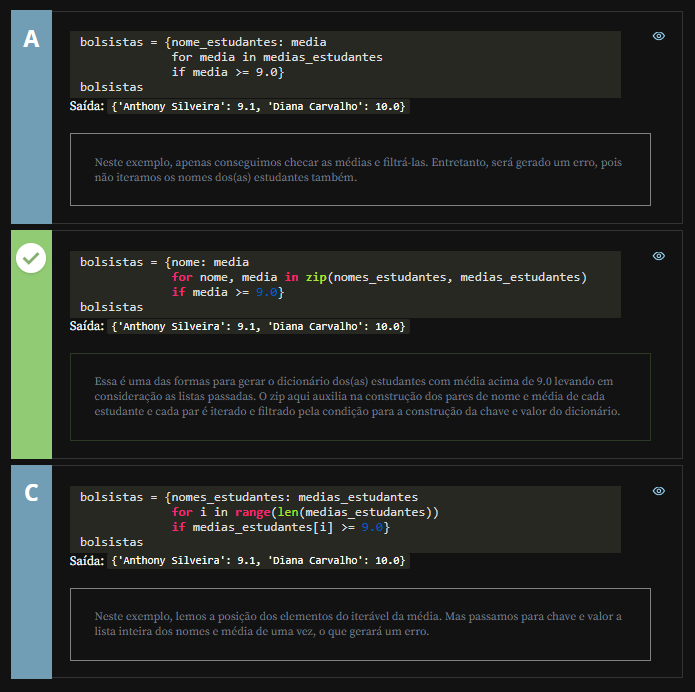 A
bolsistas = {nome_estudantes: media
for media in medias_estudantes
if media >= 9.0}
bolsistas
Saída: {'Anthony Silveira': 9.1, 'Diana Carvalho': 10.0}
Neste exemplo, apenas conseguimos checar as médias e filtrá-las. Entretanto, será gerado um erro, pois
não iteramos os nomes dos(as) estudantes também.
bolsistas = {nome: media
for nome, media in zip(nomes_estudantes, medias_estudantes)
if media >= 9.0}
bolsistas
Saída: {'Anthony Silveira': 9.1, 'Diana Carvalho': 10.0}
Essa é uma das formas para gerar o dicionário dos(as) estudantes com média acima de 9.0 levando em
consideração as listas passadas. O zip aqui auxilia na construção dos pares de nome e média de cada
estudante e cada par é iterado e filtrado pela condição para a construção da chave e valor do dicionário.
C
bolsistas = {nomes_estudantes: medias_estudantes
for i in range(len(medias_estudantes))
if medias_estudantes[i] >= 9.0}
bolsistas
Saída: {'Anthony Silveira': 9.1, 'Diana Carvalho': 10.0}
Neste exemplo, lemos a posição dos elementos do iterável da média. Mas passamos para chave e valor a
lista inteira dos nomes e média de uma vez, o que gerará um erro.